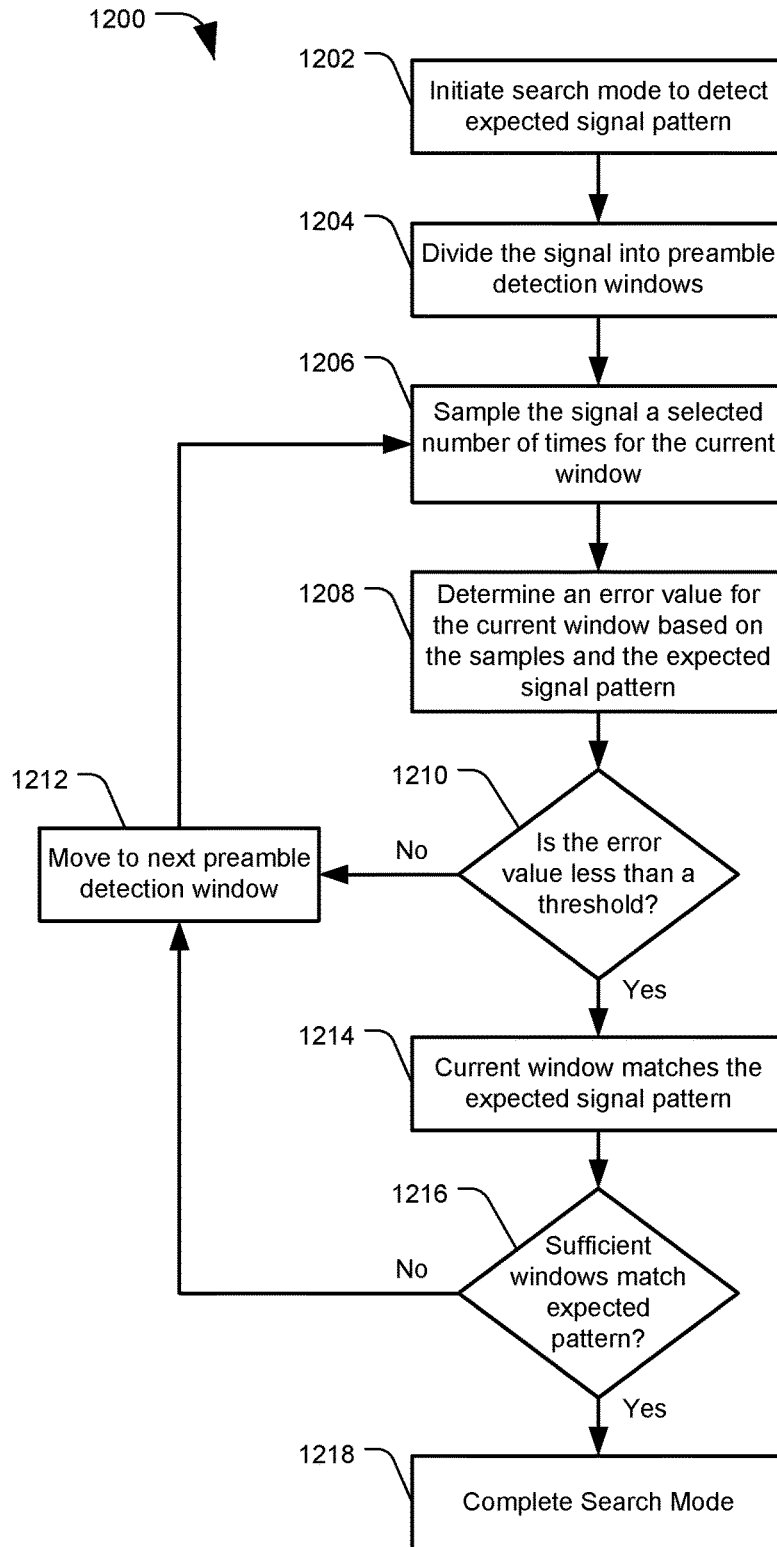 1200
1202
Initiate search mode to detect
expected signal pattern
1204
Divide the signal into preamble
detection windows
1206
Sample the signal a selected
number of times for the current
window
1208
Determine an error value for
the current window based on
the samples and the expected
signal pattern
1210
Is the error
value less than a
threshold?
No
1212
Move to next preamble
detection window
Yes
1214
Current window matches the
expected signal pattern
1216
Sufficient
windows match
expected
pattern?
No
Yes
1218
Complete Search Mode